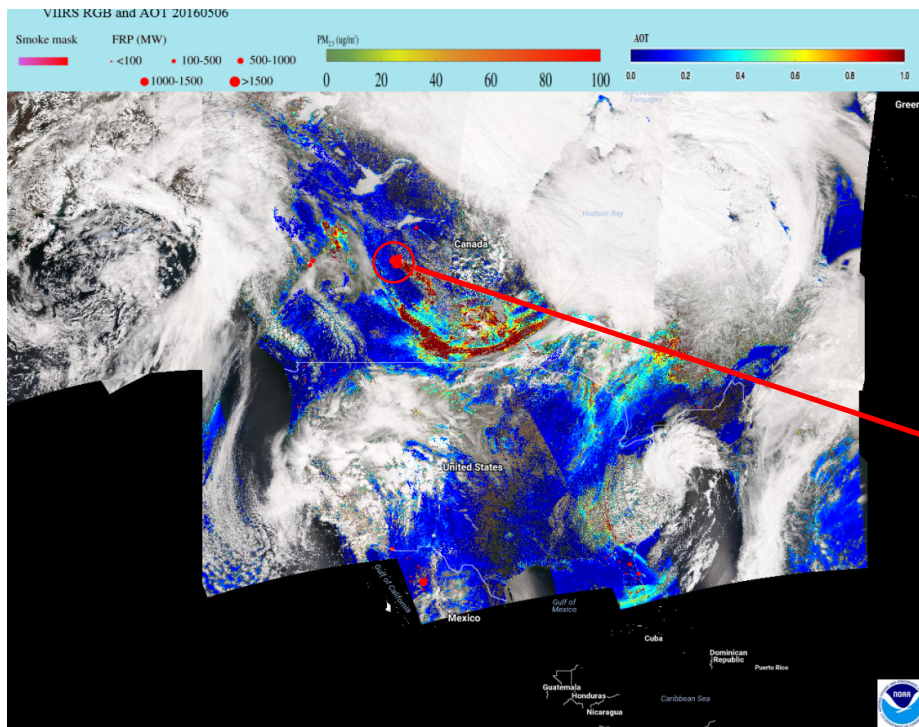 VIIRS RGB and AOT 20160506
Smoke mask
FRP (MW)
<100
100-500
500-1000
1000-1500
>1500
PM2.5 (ug/m³)
0 20 40 60 80 100
AOT
0.0 0.2 0.4 0.6 0.8 1.0
Passages
Green
Hudson Bay
Canada
United States
Gulf of California
Gulf of
Mexico
Mexico
Cuba
Dominican
Republic
Puerto Rico
Guatemala
Honduras
Nicaragua
Caribbean Sea
NOAA